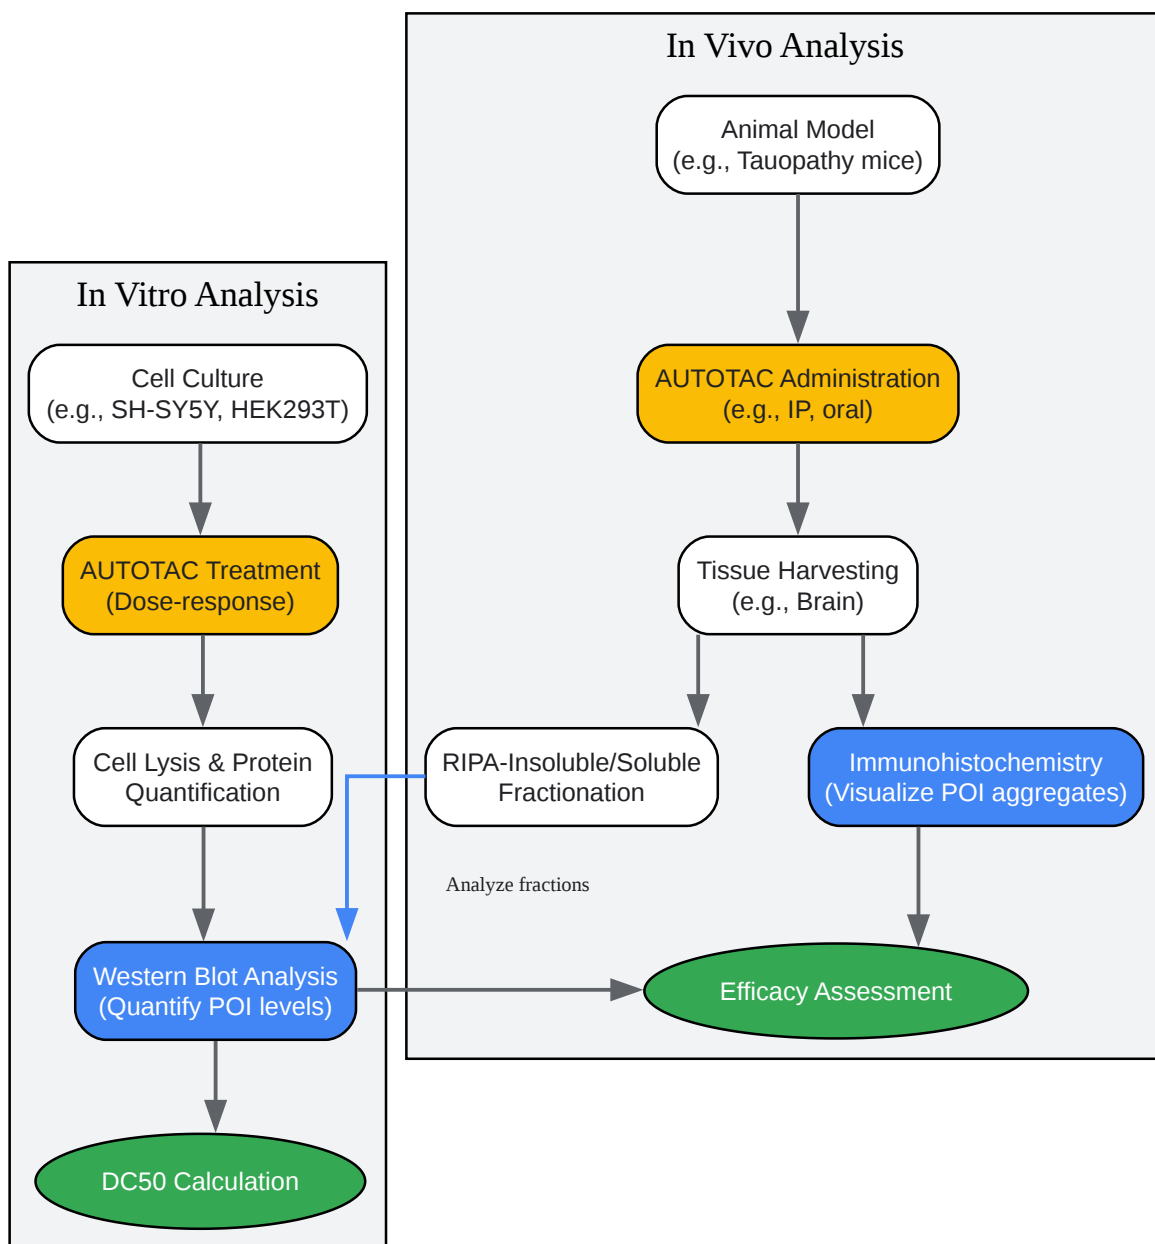 In Vivo Analysis
Animal Model
(e.g., Tauopathy mice)
AUTOTAC Administration
(e.g., IP, oral)
Tissue Harvesting
(e.g., Brain)
RIPA-Insoluble/Soluble
Fractionation
Immunohistochemistry
(Visualize POI aggregates)
Analyze fractions
Efficacy Assessment
In Vitro Analysis
Cell Culture
(e.g., SH-SY5Y, HEK293T)
AUTOTAC Treatment
(Dose-response)
Cell Lysis & Protein
Quantification
Western Blot Analysis
(Quantify POI levels)
DC50 Calculation